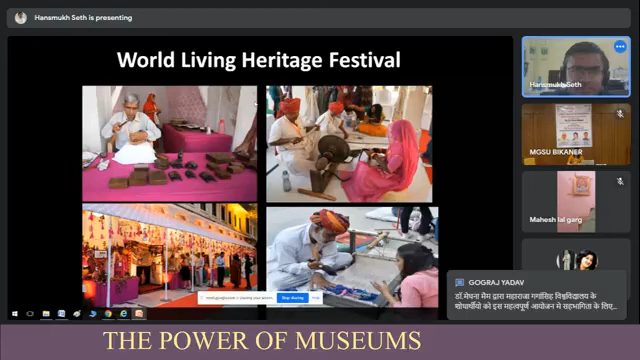 Hansmukh Seth is presenting
World Living Heritage Festival
Hansmukh Seth
MGSU BIKANER
Mahesh lal garg
Stop sharing
Hide
GOGRAJ YADAV
डॉ.मेघना मैम द्वारा महाराजा गंगासिंह विश्वविद्यालय के
शोधार्थीयो को इस महत्वपूर्ण आयोजन मे सहभागिता के लिए...
THE POWER OF MUSEUMS